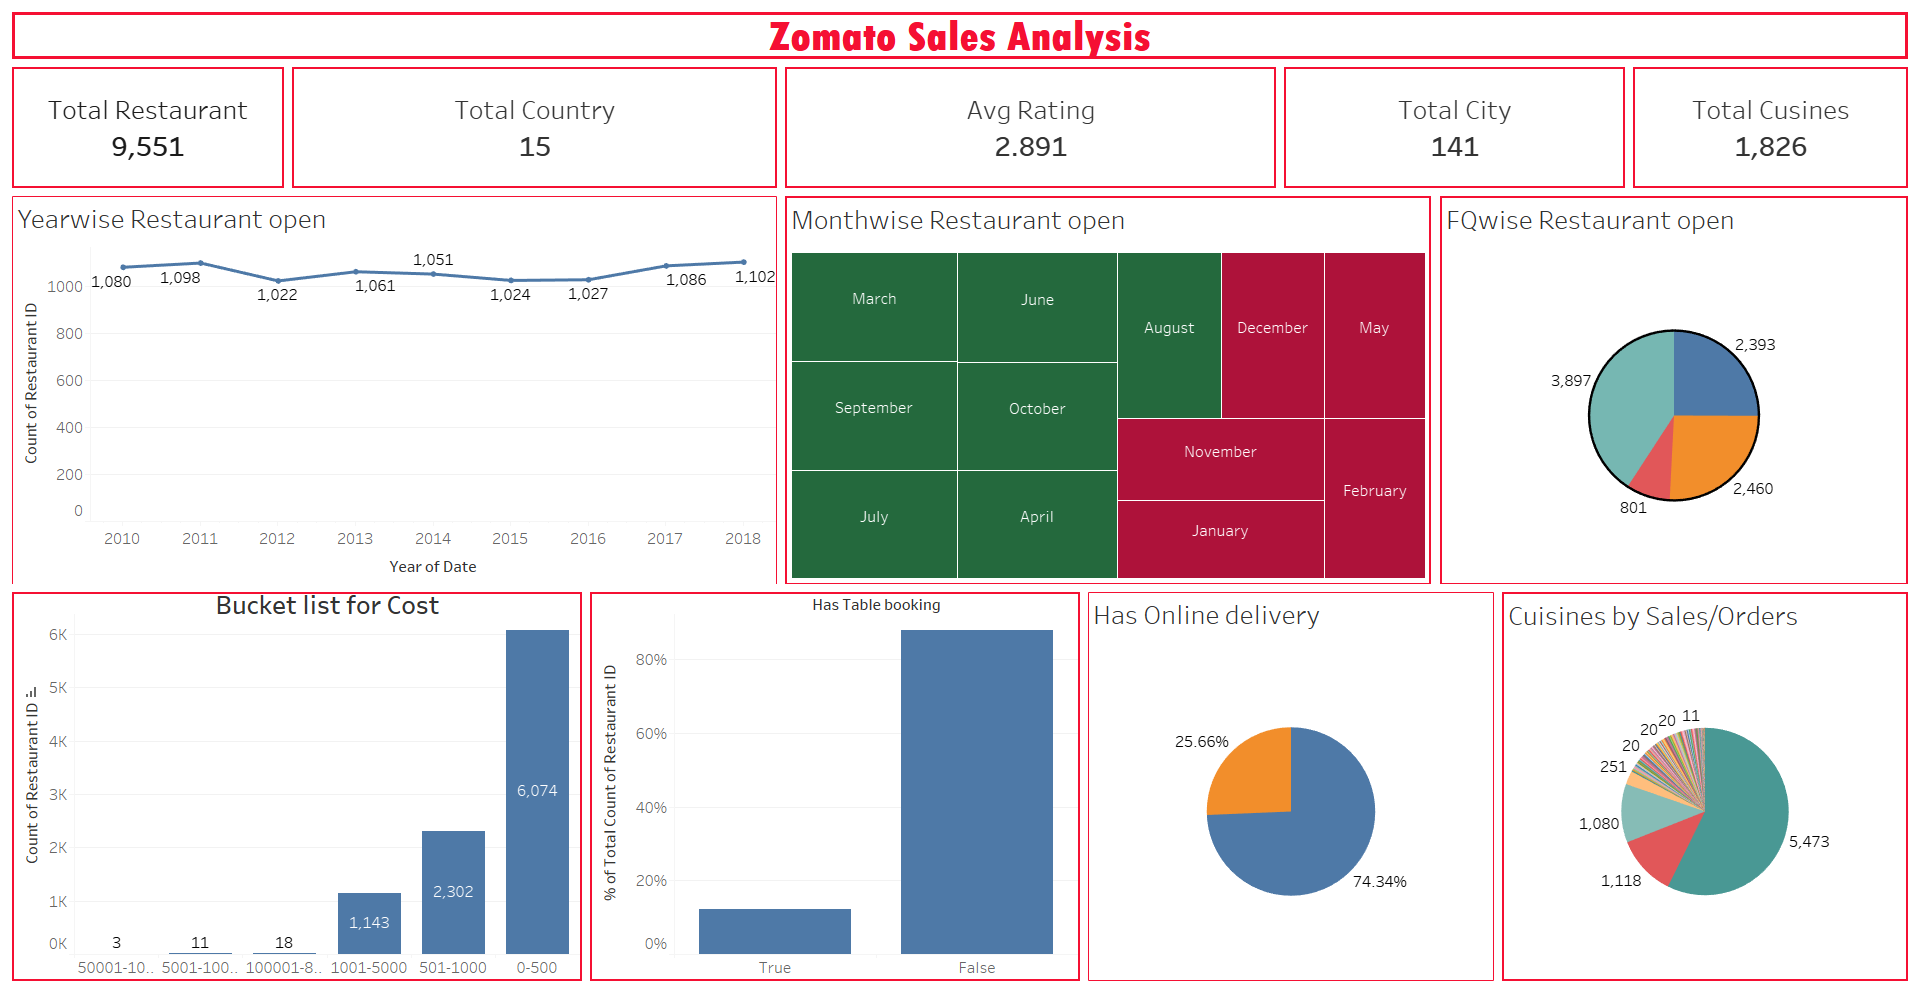 Zomato Sales Analysis
Total Restaurant
9,551
Total Country
15
Avg Rating
2.891
Total City
141
Total Cusines
1,826
Yearwise Restaurant open
Count of Restaurant ID
1000
800
600
400
200
0
1,080
1,098
1,022
1,061
1,051
1,024
1,027
1,086
1,102
2010 2011 2012 2013 2014 2015 2016 2017 2018
Year of Date
Monthwise Restaurant open
March
June
August
December
May
September
October
November
February
July
April
January
FQwise Restaurant open
2,393
3,897
2,460
801
Bucket list for Cost
Count of Restaurant ID
6K
5K
4K
3K
2K
1K
0K
3
11
18
1,143
2,302
6,074
50001-10.. 5001-100.. 100001-8.. 1001-5000 501-1000 0-500
Has Table booking
% of Total Count of Restaurant ID
80%
60%
40%
20%
0%
True False
Has Online delivery
25.66%
74.34%
Cuisines by Sales/Orders
11
20
20
20
251
1,080
1,118
5,473